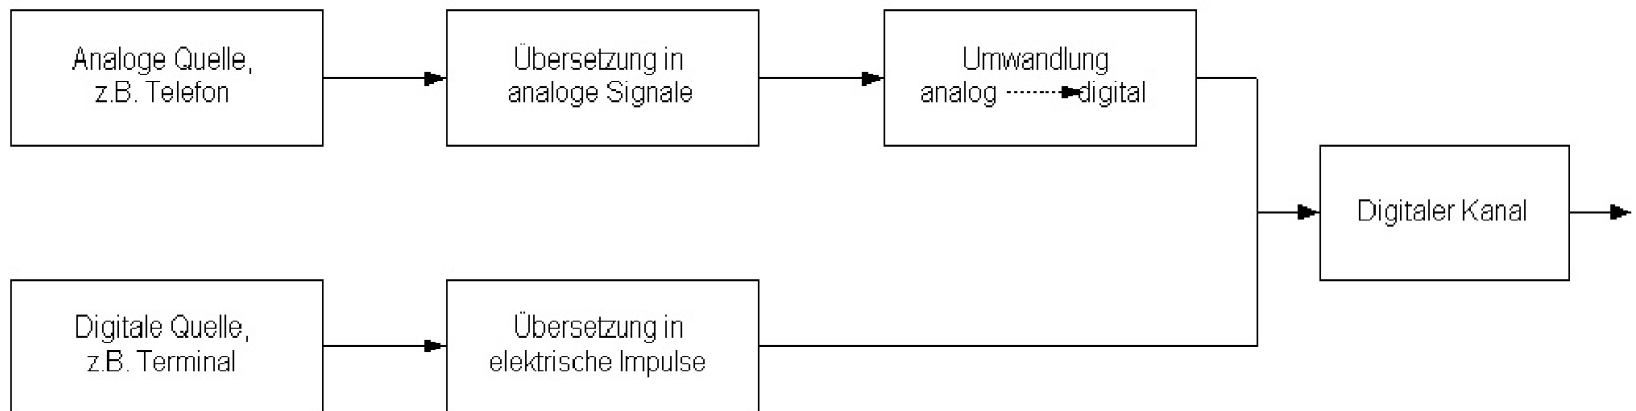 Analoge Quelle,
z.B. Telefon
Übersetzung in
analoge Signale
Umwandlung
analog digital
Digitaler Kanal
Digitale Quelle,
z.B. Terminal
Übersetzung in
elektrische Impulse